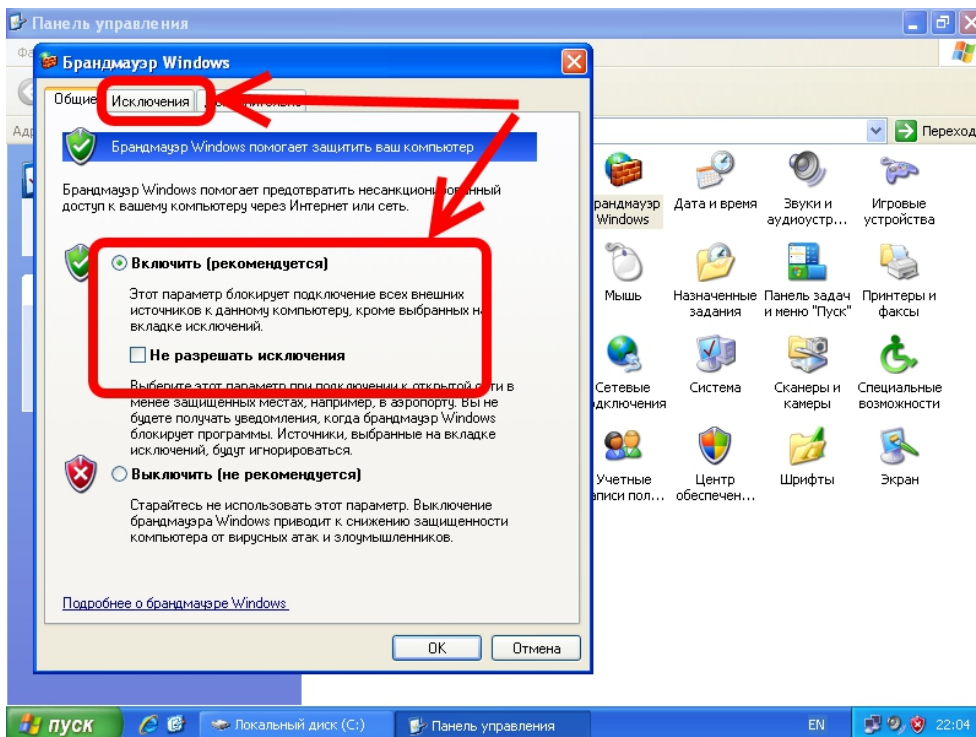 Панель управления
Брандмауэр Windows
Общие
Исключения
Брандмауэр Windows помогает защитить ваш компьютер
Брандмауэр Windows помогает предотвратить несанкционированный
доступ к вашему компьютеру через Интернет или сеть.
Включить (рекомендуется)
Этот параметр блокирует подключение всех внешних
источников к данному компьютеру, кроме выбранных на
вкладке исключений.
Не разрешать исключения
Выберите этот параметр при подключении к открытой сети в
менее защищенных местах, например, в аэропорту. Вы не
будете получать уведомления, когда брандмауэр Windows
блокирует программы. Источники, выбранные на вкладке
исключений, будут игнорироваться.
Выключить (не рекомендуется)
Старайтесь не использовать этот параметр. Выключение
брандмауэра Windows приводит к снижению защищенности
компьютера от вирусных атак и злоумышленников.
Подробнее о брандмауэре Windows
OK
Отмена
Переход
рандмауэр
Windows
Дата и время
Звуки и
аудиоустр...
Игровые
устройства
Мышь
Назначенные
задания
Панель задач
и меню "Пуск"
Принтеры и
факсы
Сетевые
дключения
Система
Сканеры и
камеры
Специальные
возможности
Учетные
аписи пол...
Центр
обеспечен...
Шрифты
Экран
пуск
Локальный диск (C:)
Панель управления
EN
22:04